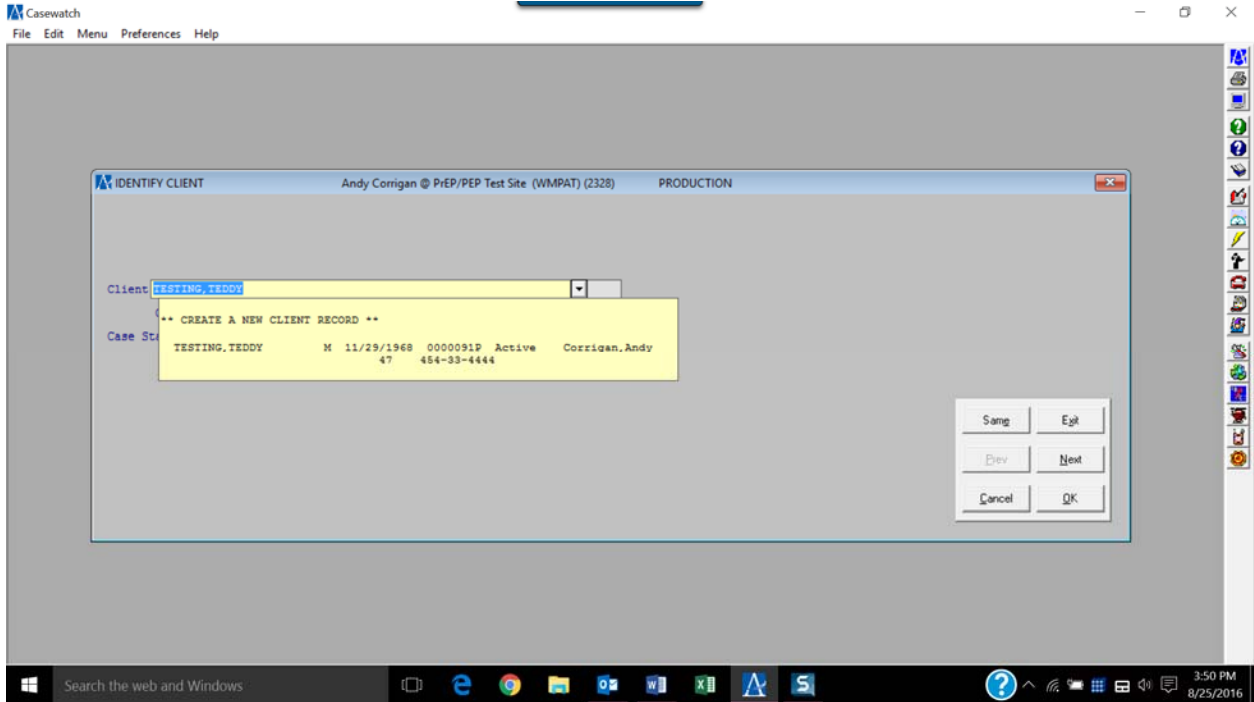 Casewatch
File Edit Menu Preferences Help
IDENTIFY CLIENT Andy Corrigan @ PrEP/PEP Test Site (WMPAT) (2328) PRODUCTION
Client TESTING,TEDDY
** CREATE A NEW CLIENT RECORD **
Case Sta
TESTING,TEDDY M 11/29/1968 0000091P Active Corrigan,Andy
47 454-33-4444
Same Exit
Prev Next
Cancel OK
Search the web and Windows
3:50 PM
8/25/2016